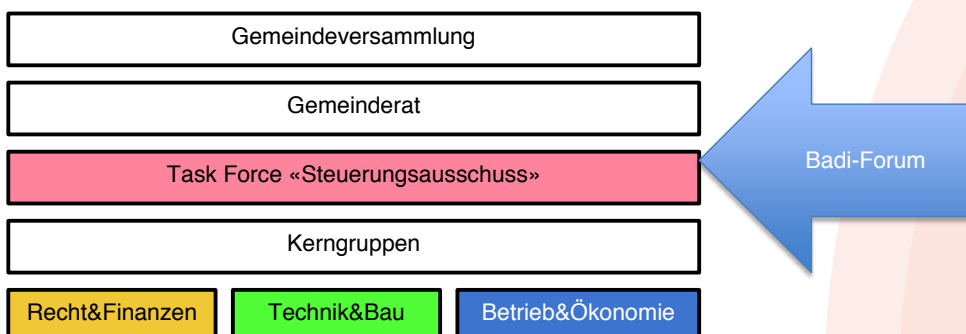 Gemeindeversammlung
Gemeinderat
Task Force «Steuerungsausschuss»
Badi-Forum
Kerngruppen
Recht&Finanzen
Technik&Bau
Betrieb&Ökonomie